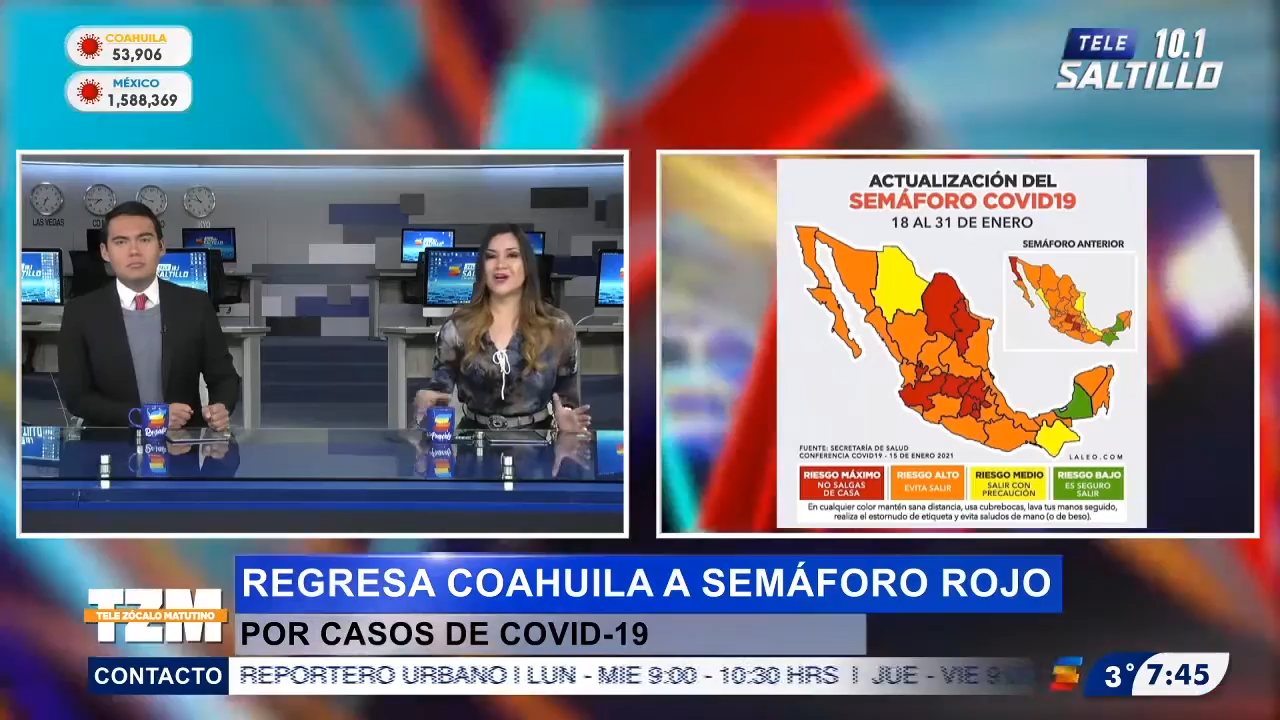 COAHUILA
53,906
MÉXICO
1,588,369
TELE 10.1
SALTILLO
LAS VEGAS
SALTILLO
ACTUALIZACIÓN DEL
SEMÁFORO COVID19
18 AL 31 DE ENERO
SEMÁFORO ANTERIOR
FUENTE: SECRETARÍA DE SALUD
CONFERENCIA COVID19 - 15 DE ENERO 2021
LALEO.COM
RIESGO MÁXIMO
NO SALGAS
DE CASA
RIESGO ALTO
EVITA SALIR
RIESGO MEDIO
SALIR CON
PRECAUCIÓN
RIESGO BAJO
ES SEGURO
SALIR
En cualquier color mantén sana distancia, usa cubrebocas, lava tus manos seguido,
realiza el estornudo de etiqueta y evita saludos de mano (o de beso).
REGRESA COAHUILA A SEMÁFORO ROJO
TZM
TELE ZÓCALO MATUTINO
POR CASOS DE COVID-19
CONTACTO
REPORTERO URBANO | LUN - MIE 9:00 - 10:30 HRS | JUE - VIE 9:0
3° 7:45